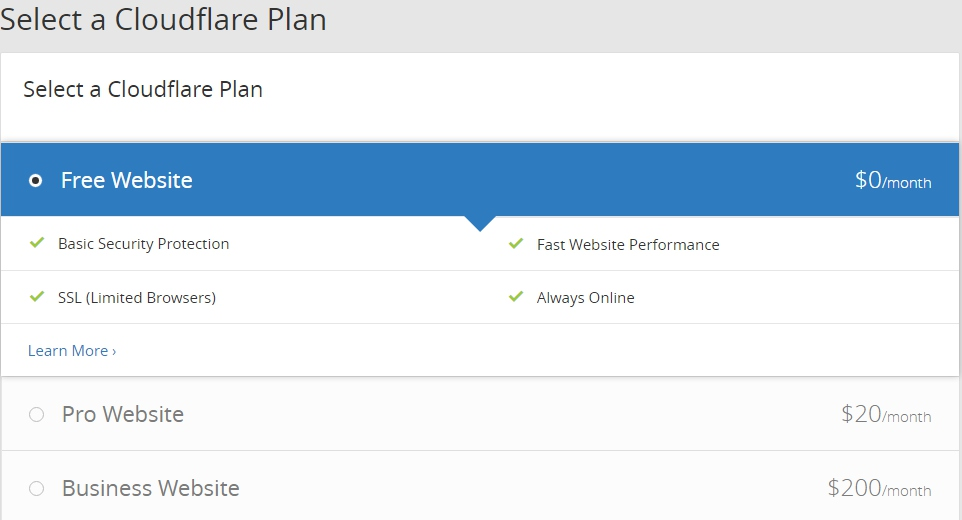 Select a Cloudflare Plan
Select a Cloudflare Plan
Free Website $0/month
Basic Security Protection Fast Website Performance
SSL (Limited Browsers) Always Online
Learn More ›
Pro Website $20/month
Business Website $200/month